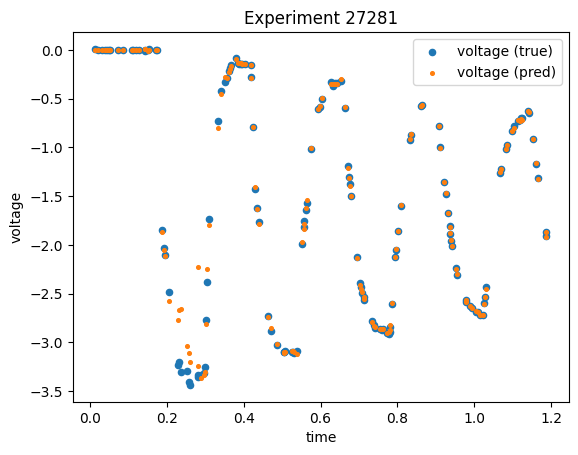 Experiment 27281
voltage (true)
voltage (pred)
0.0
−0.5
−1.0
−1.5
−2.0
−2.5
−3.0
−3.5
voltage
0.0 0.2 0.4 0.6 0.8 1.0 1.2
time